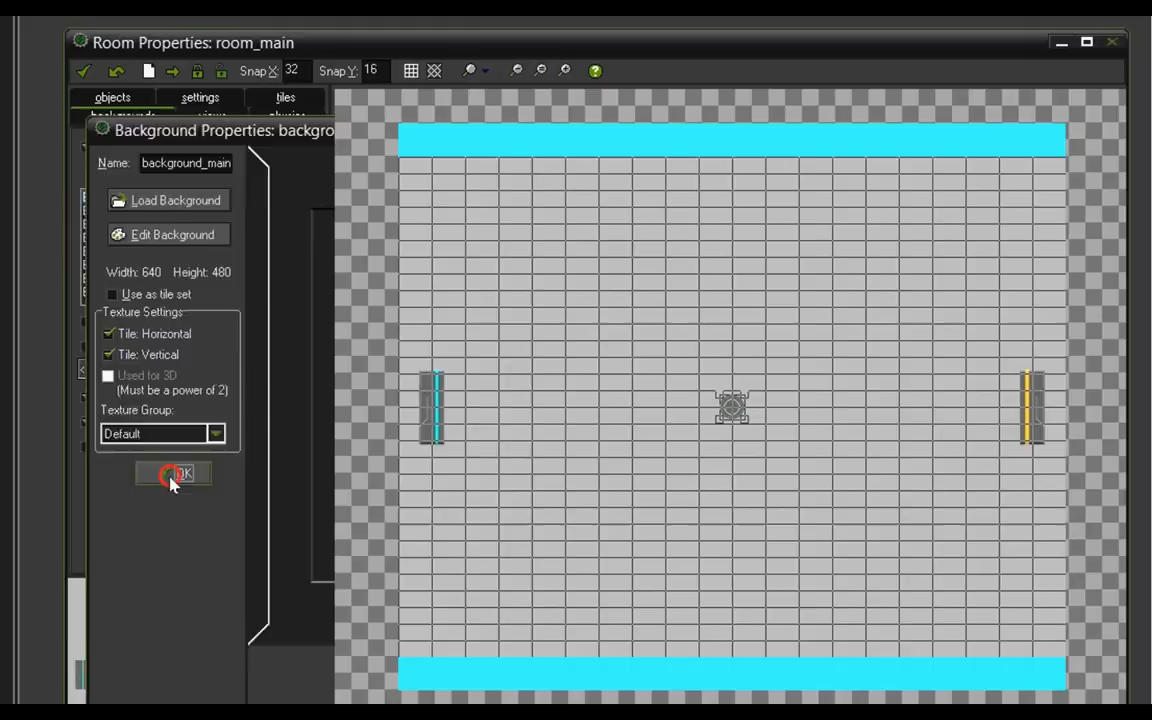 Room Properties: room_main
Snap X: 32 Snap Y: 16
objects settings tiles
Background Properties: backgro
Name: background_main
Load Background
Edit Background
Width: 640 Height: 480
Use as tile set
Texture Settings
Tile: Horizontal
Tile: Vertical
Used for 3D
(Must be a power of 2)
Texture Group:
Default
OK